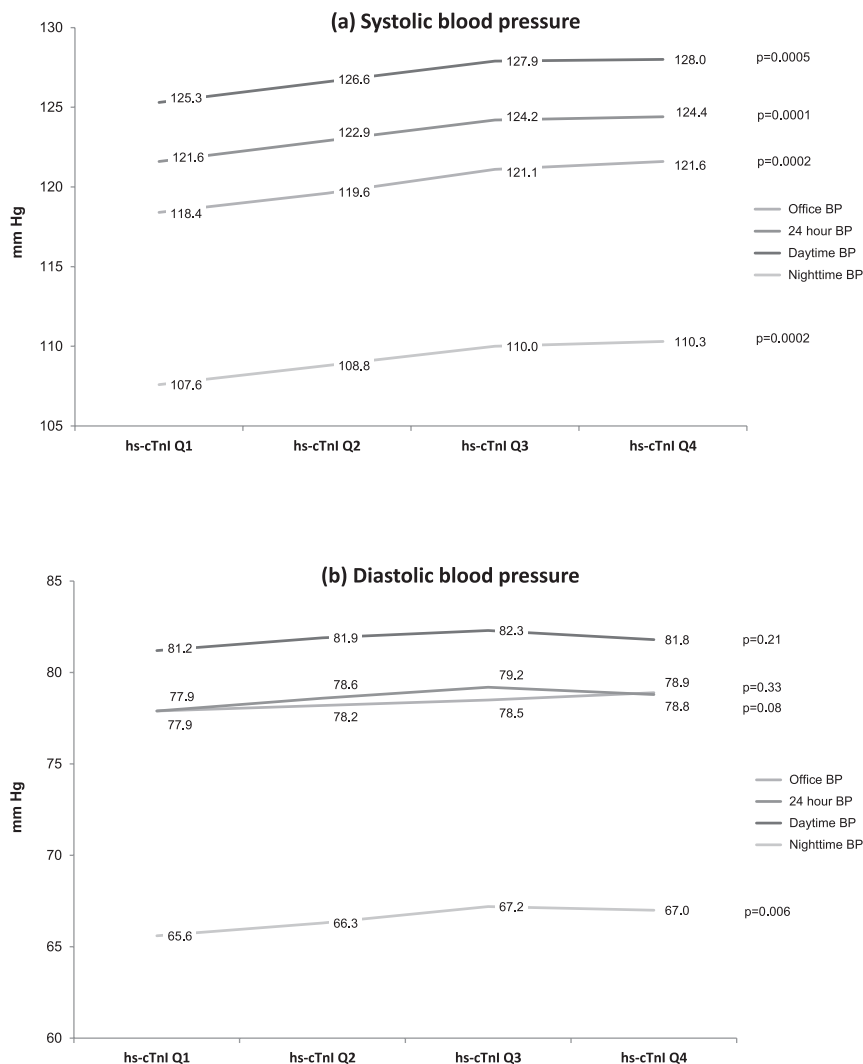 (a) Systolic blood pressure
130
125
120
115
110
105
mm Hg
125.3
126.6
127.9
128.0
p=0.0005
121.6
122.9
124.2
124.4
p=0.0001
118.4
119.6
121.1
121.6
p=0.0002
107.6
108.8
110.0
110.3
p=0.0002
Office BP
24 hour BP
Daytime BP
Nighttime BP
hs-cTnI Q1
hs-cTnI Q2
hs-cTnI Q3
hs-cTnI Q4
(b) Diastolic blood pressure
85
80
75
70
65
60
mm Hg
81.2
81.9
82.3
81.8
p=0.21
77.9
78.6
79.2
78.9
p=0.33
77.9
78.2
78.5
78.8
p=0.08
65.6
66.3
67.2
67.0
p=0.006
Office BP
24 hour BP
Daytime BP
Nighttime BP
hs-cTnI Q1
hs-cTnI Q2
hs-cTnI Q3
hs-cTnI Q4